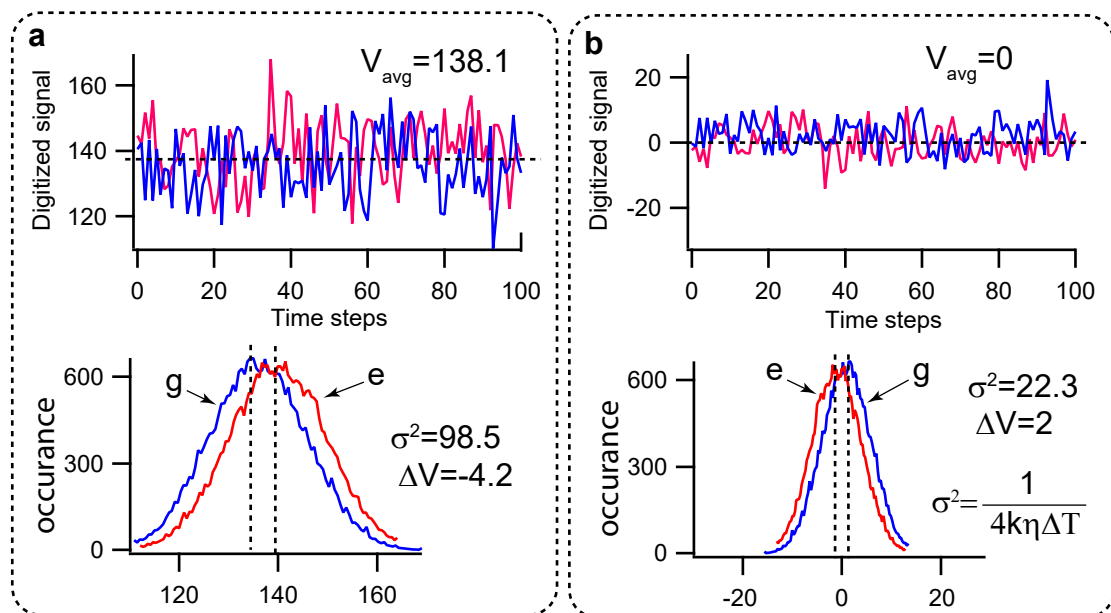 a
V_avg=138.1
Digitized signal
160
140
120
0
20
40
60
80
100
Time steps
g
e
σ²=98.5
ΔV=-4.2
occurance
600
300
0
120
140
160
b
V_avg=0
Digitized signal
20
0
-20
0
20
40
60
80
100
Time steps
e
g
σ²=22.3
ΔV=2
σ²=1/4kηΔT
occurance
600
300
0
-20
0
20